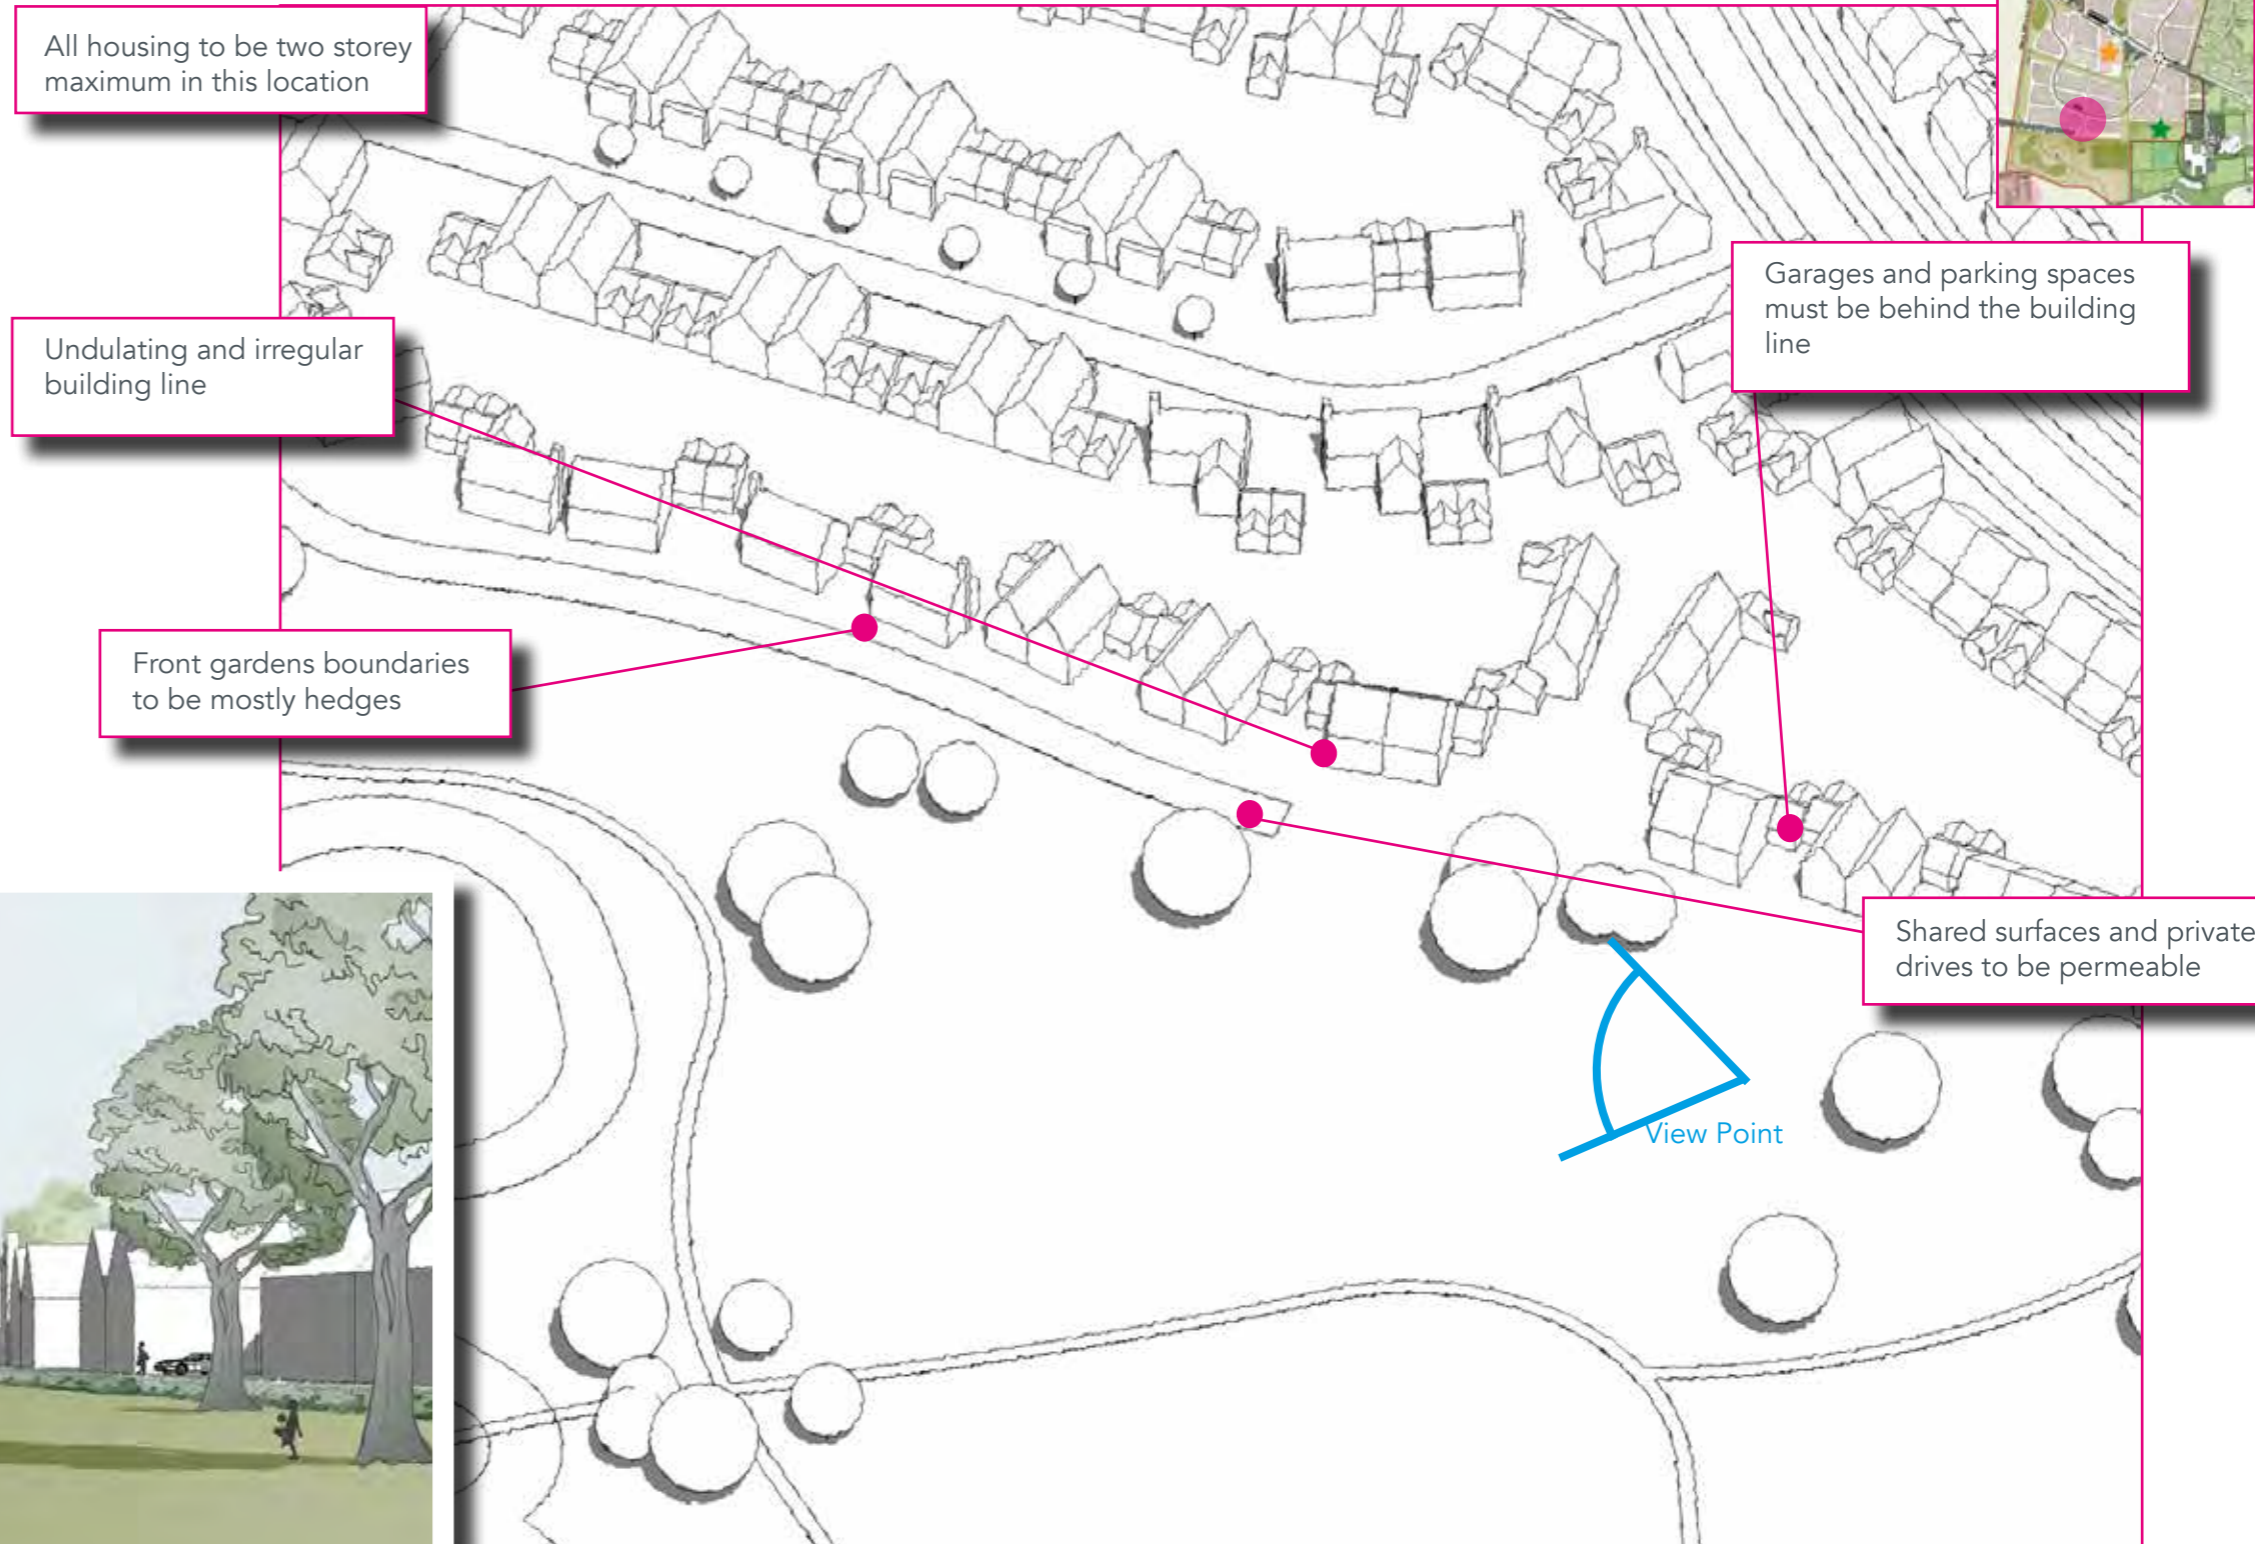 All housing to be two storey
maximum in this location
Undulating and irregular
building line
Garages and parking spaces
must be behind the building
line
Front gardens boundaries
to be mostly hedges
Shared surfaces and private
drives to be permeable
View Point